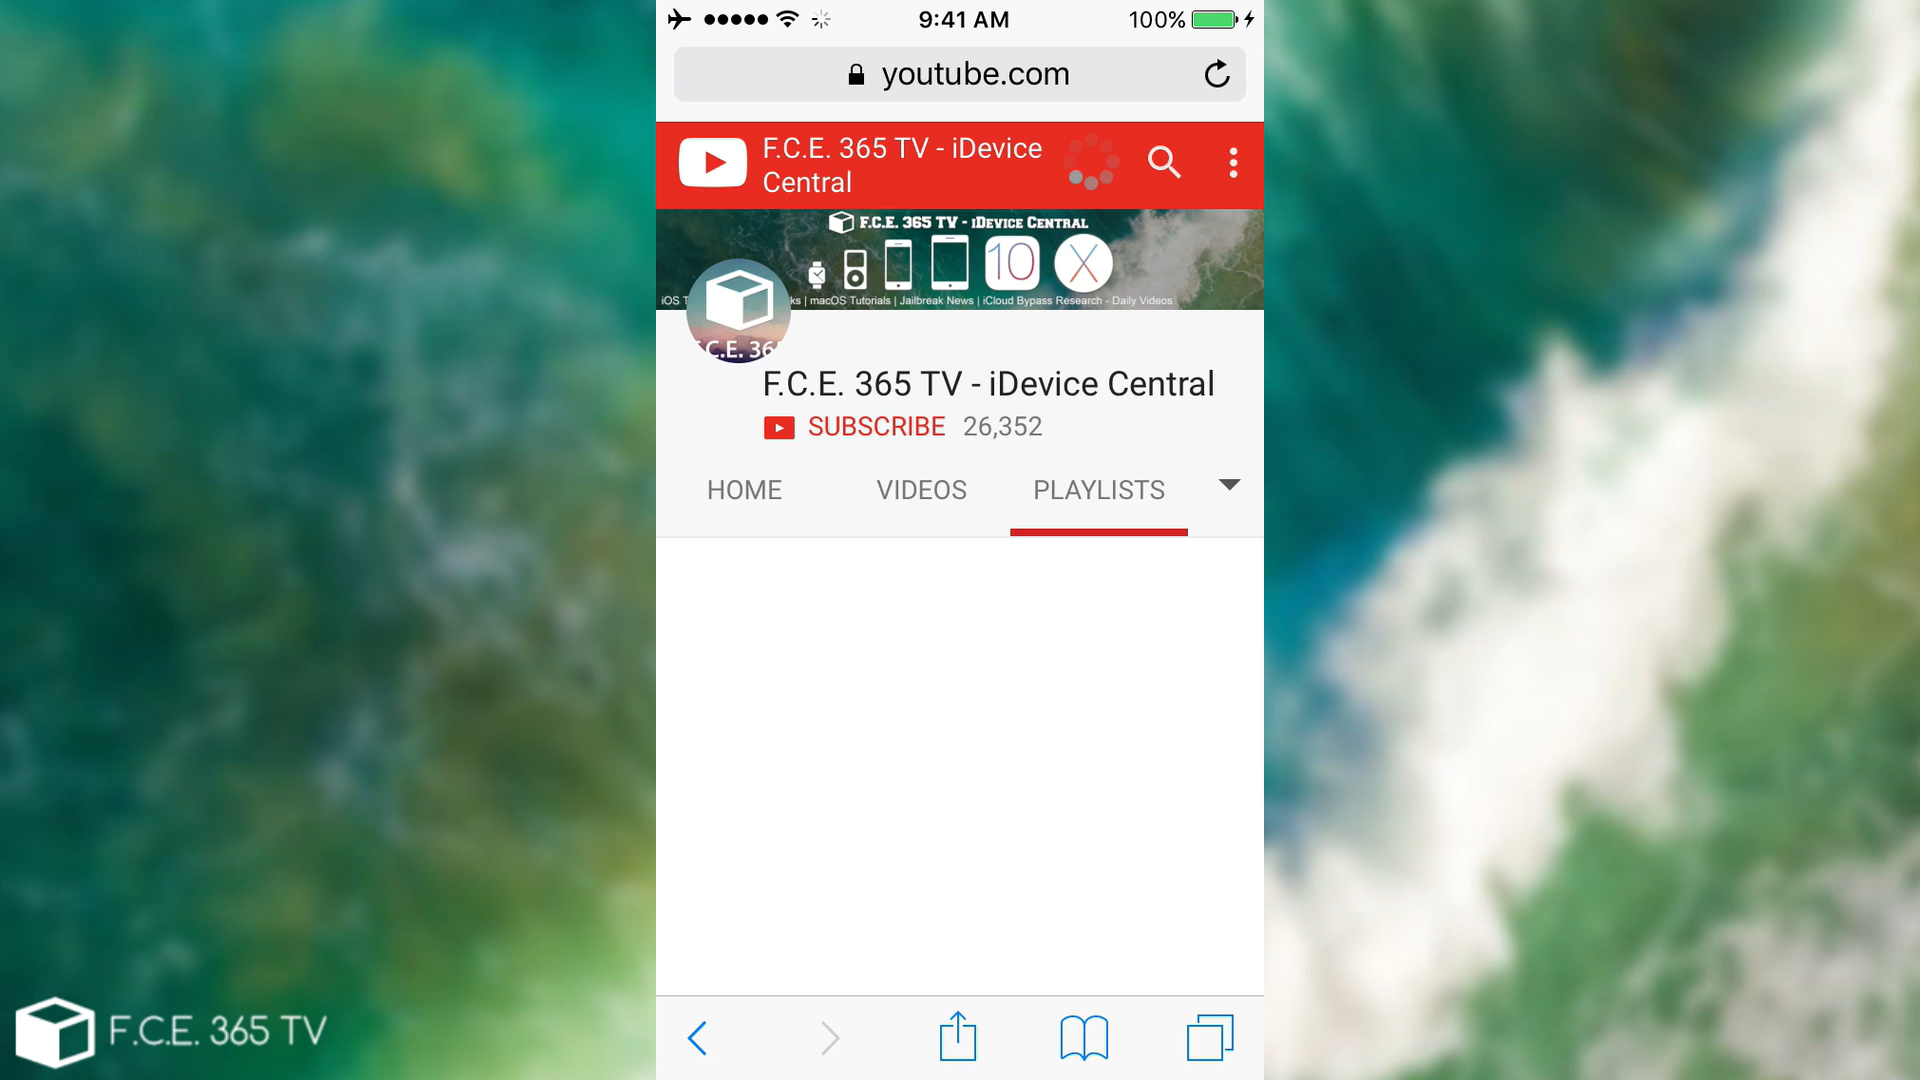 9:41 AM
100%
youtube.com
F.C.E. 365 TV - iDevice
Central
F.C.E. 365 TV - iDevice Central
10
X
iOS T ks | macOS Tutorials | Jailbreak News | iCloud Bypass Research - Daily Videos
C.E. 36
F.C.E. 365 TV - iDevice Central
SUBSCRIBE 26,352
HOME VIDEOS PLAYLISTS
F.C.E. 365 TV